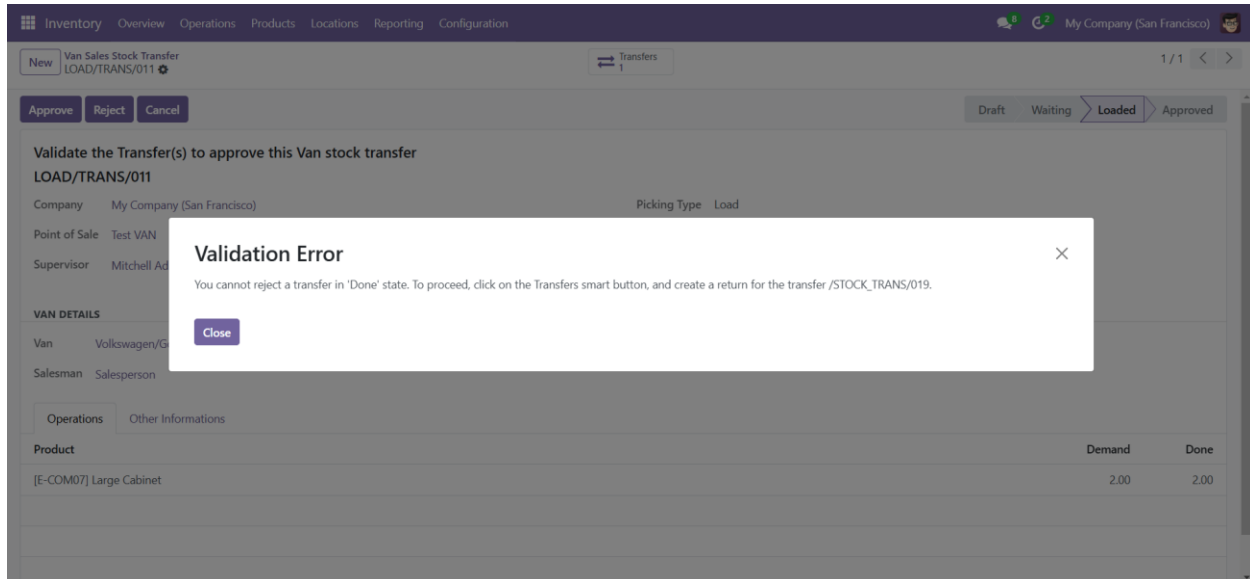 Inventory Overview Operations Products Locations Reporting Configuration 8 2 My Company (San Francisco)
New Van Sales Stock Transfer Transfers 1 / 1
LOAD/TRANS/011 1
Approve Reject Cancel Draft Waiting Loaded Approved
Validate the Transfer(s) to approve this Van stock transfer
LOAD/TRANS/011
Company My Company (San Francisco) Picking Type Load
Point of Sale Test VAN
Supervisor Mitchell Ad
Validation Error
You cannot reject a transfer in 'Done' state. To proceed, click on the Transfers smart button, and create a return for the transfer /STOCK_TRANS/019.
Close
VAN DETAILS
Van Volkswagen/G
Salesman Salesperson
Operations Other Informations
Product Demand Done
[E-COM07] Large Cabinet 2.00 2.00